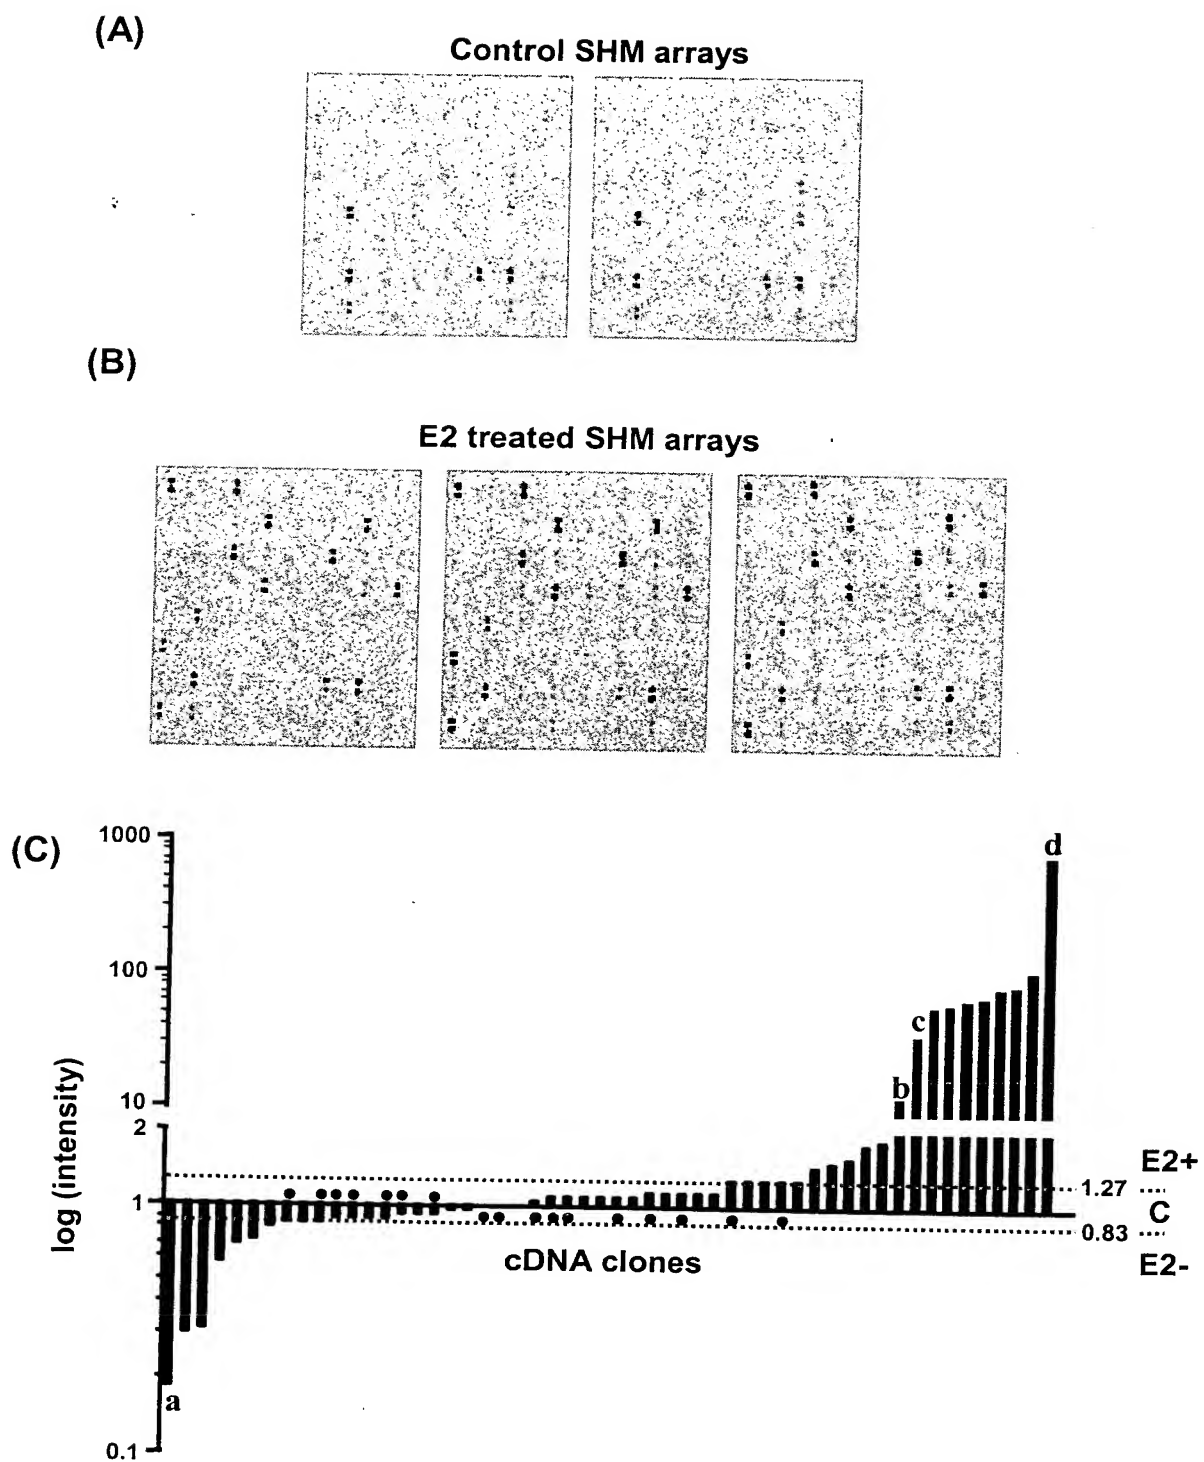 (A)
Control SHM arrays
(B)
E2 treated SHM arrays
(C)
1000
100
10
2
1
0.1
log (intensity)
a
b
c
d
cDNA clones
E2+
1.27
C
0.83
E2-